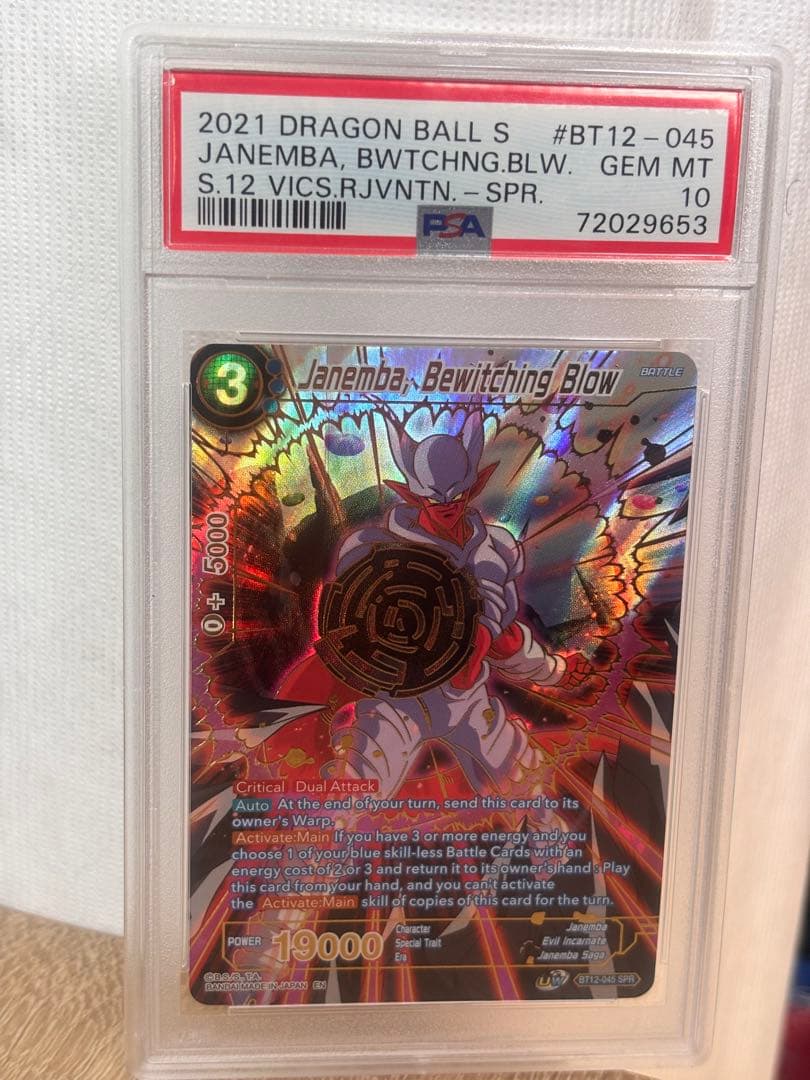 2021 DRAGON BALL S #BT12-045
JANEMBA, BWTCHNG.BLW. GEM MT
S.12 VICS.RJVNTN.-SPR. 10
PSA 72029653
3 Janemba, Bewitching Blow BATTLE
0+ 5000
Critical Dual Attack
Auto At the end of your turn, send this card to its
owner's Warp.
Activate:Main If you have 3 or more energy and you
choose 1 of your blue skill-less Battle Cards with an
energy cost of 2 or 3 and return it to its owner's hand : Play
this card from your hand, and you can't activate
the Activate:Main skill of copies of this card for the turn.
POWER 19000
Character Janemba
Special Trait Evil Incarnate
Era Janemba Saga
©B.S./S., T.A.
BANDAI MADE IN JAPAN EN
UW BT12-045 SPR